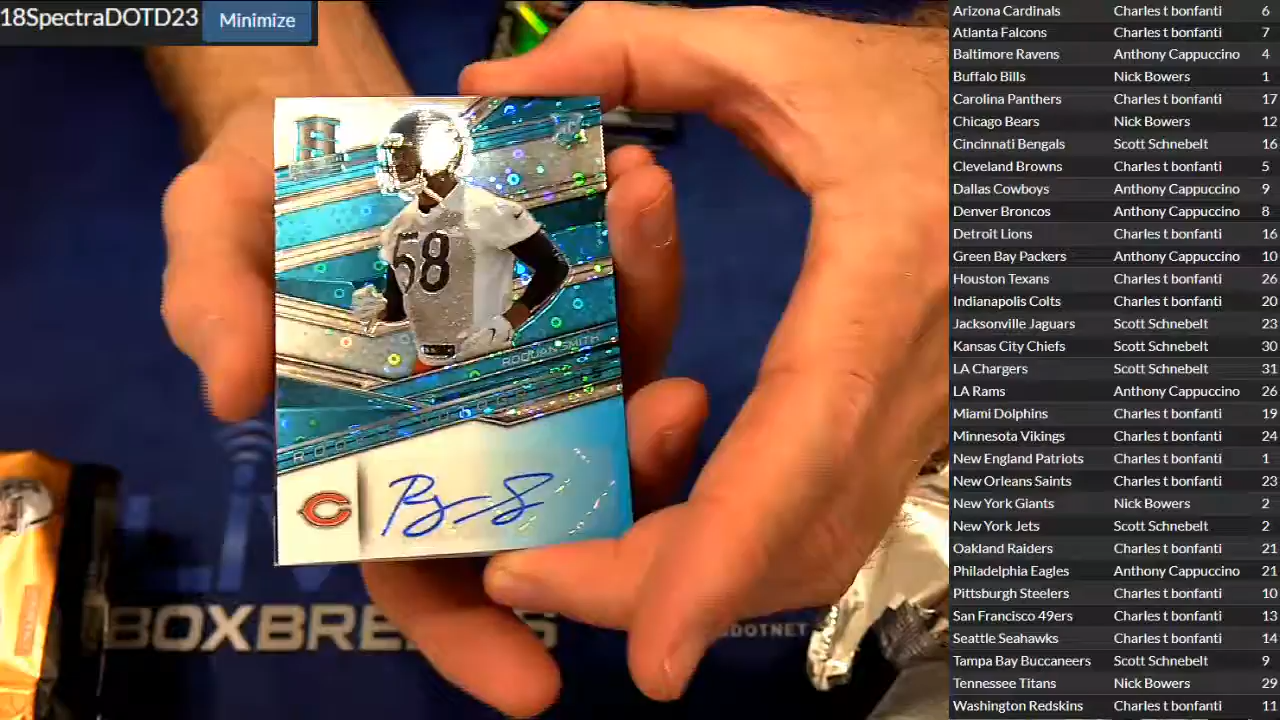 18SpectraDOTD23 Minimize
58
ROQUAN SMITH
BOXBRE
DOTNET
Arizona Cardinals Charles t bonfanti 6
Atlanta Falcons Charles t bonfanti 7
Baltimore Ravens Anthony Cappuccino 4
Buffalo Bills Nick Bowers 1
Carolina Panthers Charles t bonfanti 17
Chicago Bears Nick Bowers 12
Cincinnati Bengals Scott Schnebelt 16
Cleveland Browns Charles t bonfanti 5
Dallas Cowboys Anthony Cappuccino 9
Denver Broncos Anthony Cappuccino 8
Detroit Lions Charles t bonfanti 16
Green Bay Packers Anthony Cappuccino 10
Houston Texans Charles t bonfanti 26
Indianapolis Colts Charles t bonfanti 20
Jacksonville Jaguars Scott Schnebelt 23
Kansas City Chiefs Scott Schnebelt 30
LA Chargers Scott Schnebelt 31
LA Rams Anthony Cappuccino 26
Miami Dolphins Charles t bonfanti 19
Minnesota Vikings Charles t bonfanti 24
New England Patriots Charles t bonfanti 1
New Orleans Saints Charles t bonfanti 23
New York Giants Nick Bowers 2
New York Jets Scott Schnebelt 2
Oakland Raiders Charles t bonfanti 21
Philadelphia Eagles Anthony Cappuccino 21
Pittsburgh Steelers Charles t bonfanti 10
San Francisco 49ers Charles t bonfanti 13
Seattle Seahawks Charles t bonfanti 14
Tampa Bay Buccaneers Scott Schnebelt 9
Tennessee Titans Nick Bowers 29
Washington Redskins Charles t bonfanti 11